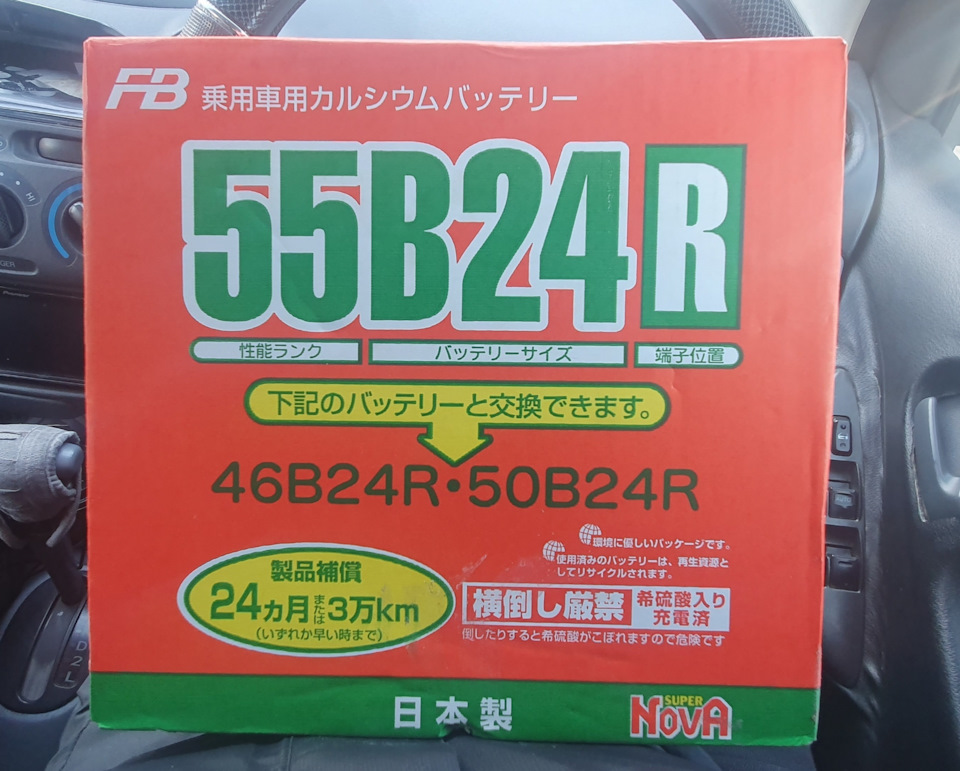 FB 乗用車用カルシウムバッテリー
55B24 R
性能ランク バッテリーサイズ 端子位置
下記のバッテリーと交換できます。
46B24R・50B24R
環境に優しいパッケージです。
使用済みのバッテリーは、再生資源と
してリサイクルされます。
製品補償
24ヵ月または3万km
(いずれか早い時まで)
横倒し厳禁
希硫酸入り
充電済
倒したりすると希硫酸がこぼれますので危険です
日本製
SUPER
NOVA
HI
D
2
L